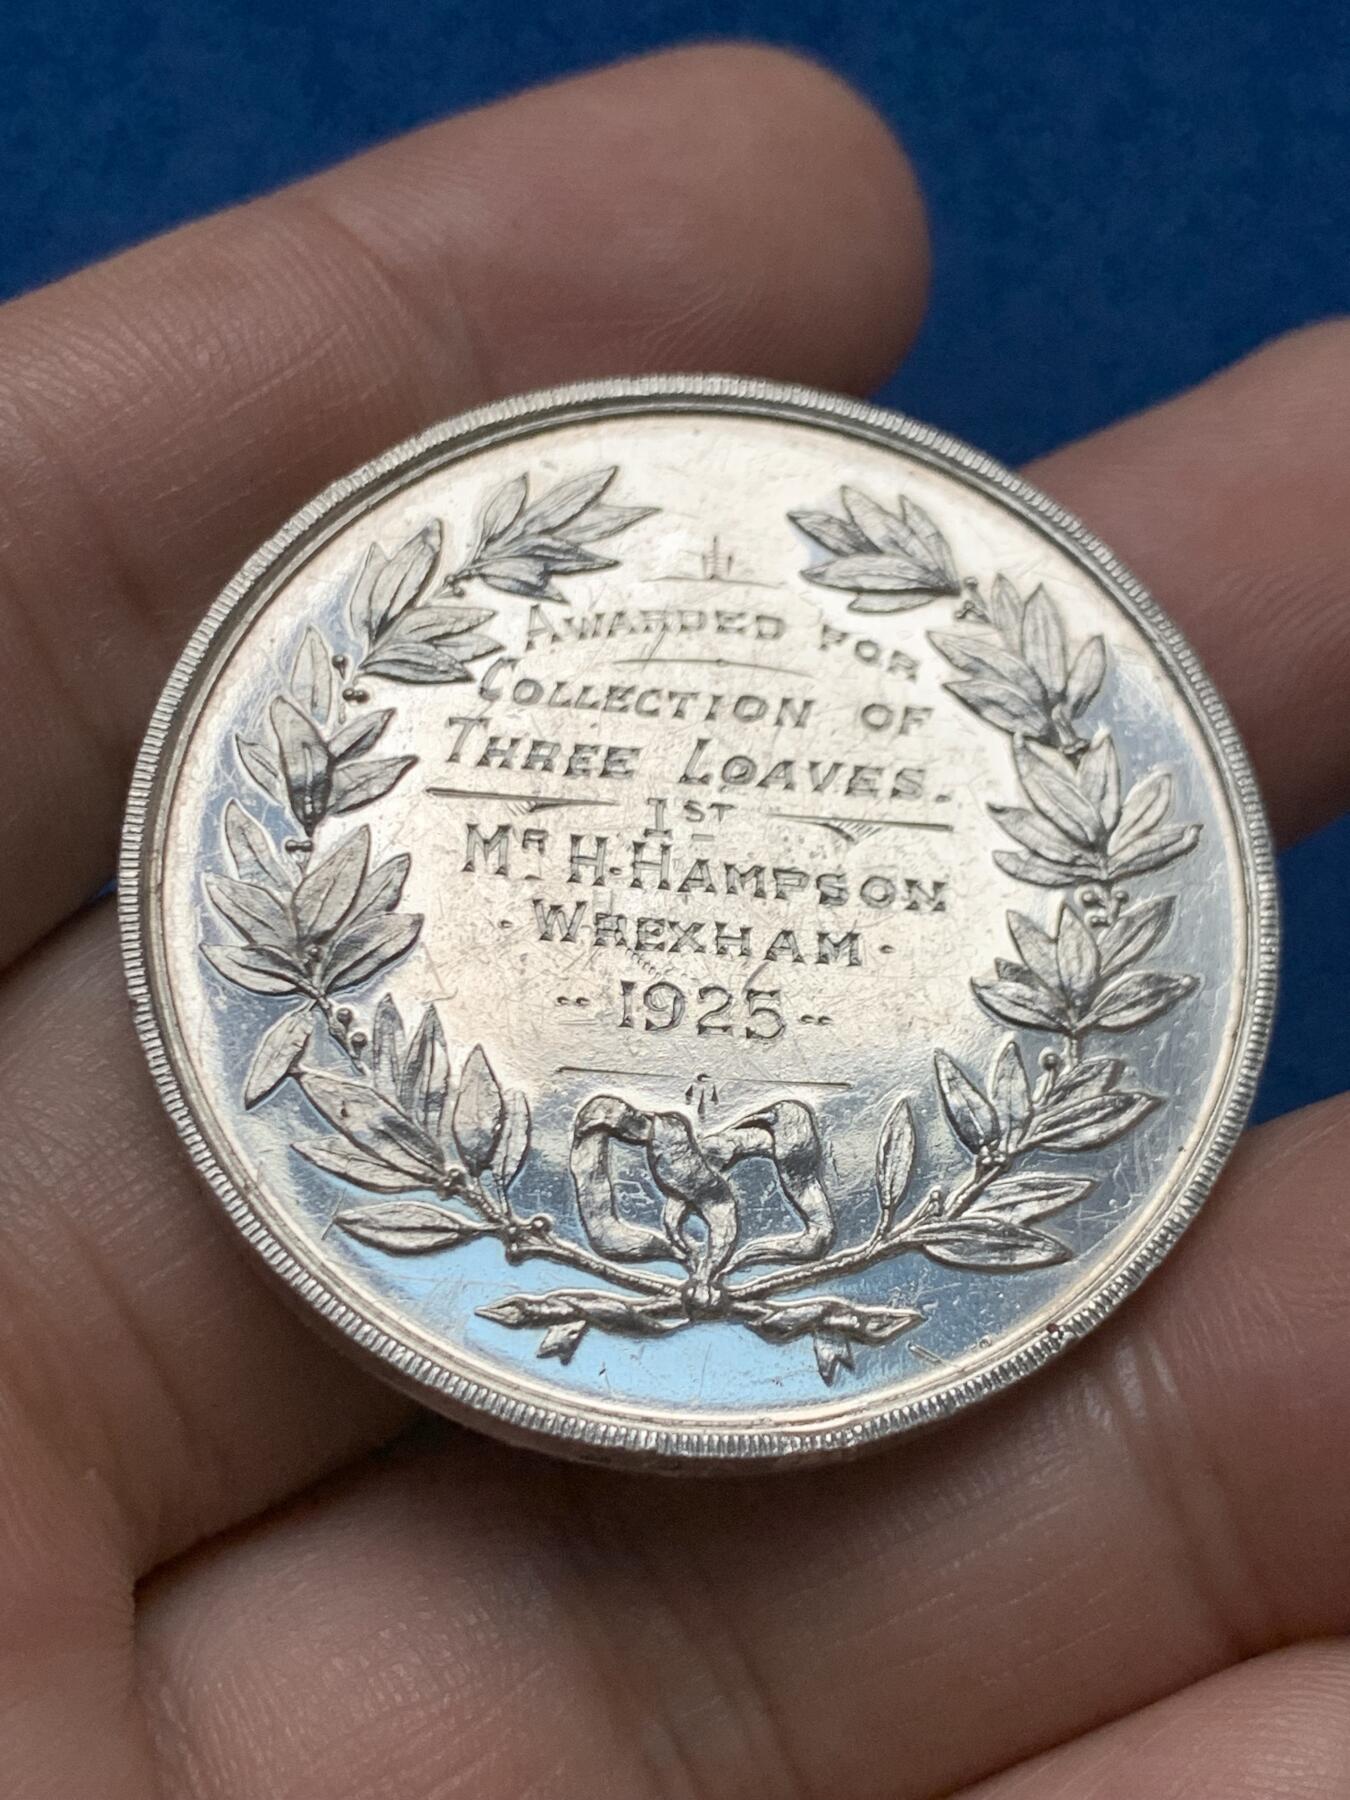 AWARDED FOR
COLLECTION OF
THREE LOAVES.
1ST
MR H. HAMPSON
· WREXHAM ·
-- 1925 --